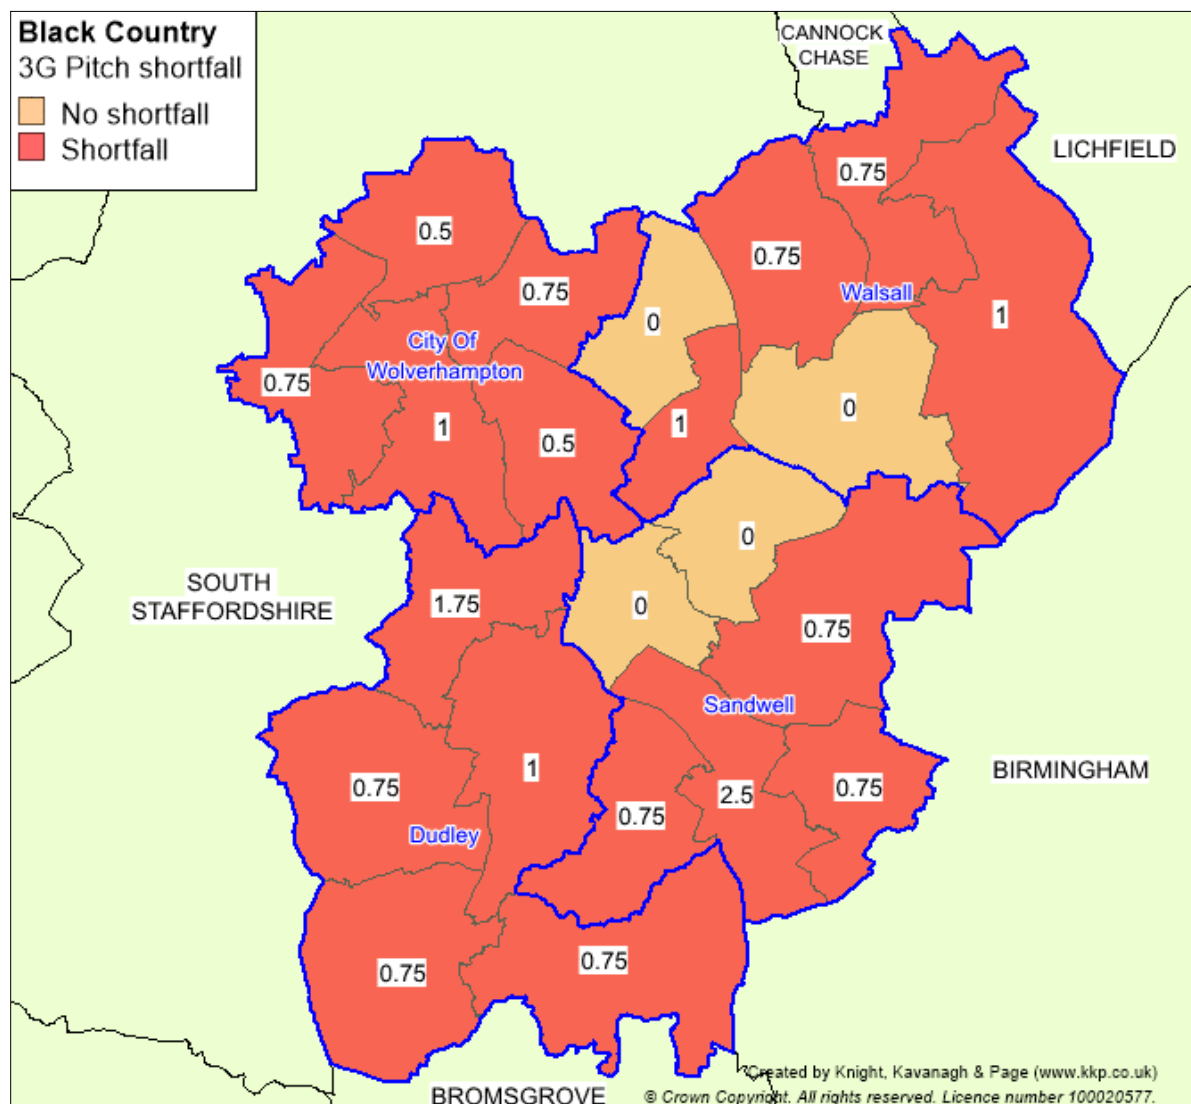 Black Country
3G Pitch shortfall
No shortfall
Shortfall
CANNOCK
CHASE
LICHFIELD
0.75
0.5
0.75
0.75
Walsall
1
0
City Of
Wolverhampton
0.75
1
0.5
1
0
0
SOUTH
STAFFORDSHIRE
1.75
0
0.75
Sandwell
BIRMINGHAM
1
0.75
0.75
2.5
0.75
Dudley
0.75
0.75
BROMSGROVE
Created by Knight, Kavanagh & Page (www.kkp.co.uk)
© Crown Copyright. All rights reserved. Licence number 100020577.